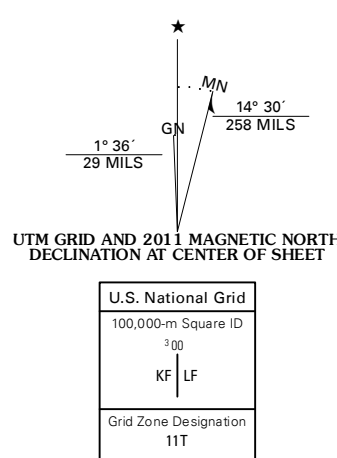 ★
MN
GN
14° 30´
258 MILS
1° 36´
29 MILS
UTM GRID AND 2011 MAGNETIC NORTH
DECLINATION AT CENTER OF SHEET
U.S. National Grid
100,000-m Square ID
³00
KF LF
Grid Zone Designation
11T